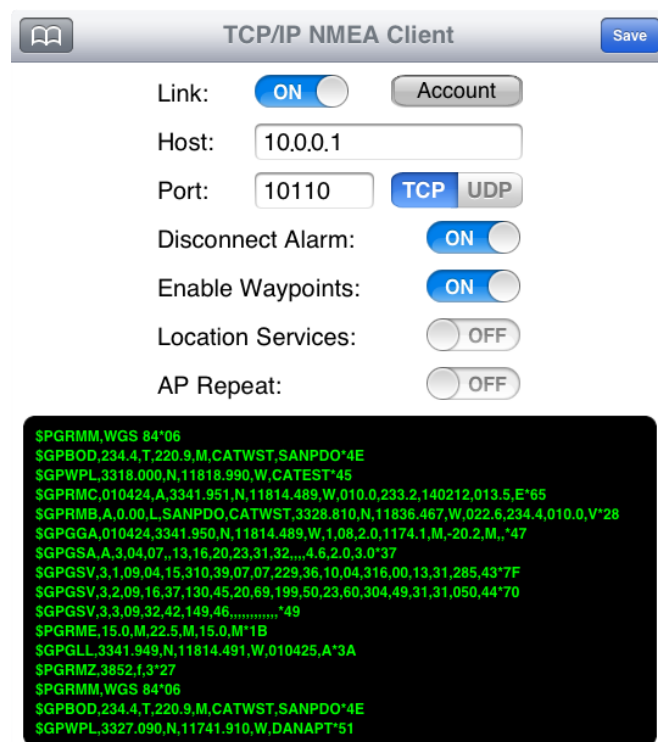 TCP/IP NMEA Client
Save
Link: ON Account
Host: 10.0.0.1
Port: 10110 TCP UDP
Disconnect Alarm: ON
Enable Waypoints: ON
Location Services: OFF
AP Repeat: OFF
$PGRMM,WGS 84*06
$GPBOD,234.4,T,220.9,M,CATWST,SANPDO*4E
$GPWPL,3318.000,N,11818.990,W,CATEST*45
$GPRMC,010424,A,3341.951,N,11814.489,W,010.0,233.2,140212,013.5,E*65
$GPRMB,A,0.00,L,SANPDO,CATWST,3328.810,N,11836.467,W,022.6,234.4,010.0,V*28
$GPGGA,010424,3341.950,N,11814.489,W,1,08,2.0,1174.1,M,-20.2,M,,*47
$GPGSA,A,3,04,07,,13,16,20,23,31,32,,,,4.6,2.0,3.0*37
$GPGSV,3,1,09,04,15,310,39,07,07,229,36,10,04,316,00,13,31,285,43*7F
$GPGSV,3,2,09,16,37,130,45,20,69,199,50,23,60,304,49,31,31,050,44*70
$GPGSV,3,3,09,32,42,149,46,,,,,,,,,,,,,*49
$PGRME,15.0,M,22.5,M,15.0,M*1B
$GPGLL,3341.949,N,11814.491,W,010425,A*3A
$PGRMZ,3852,f,3*27
$PGRMM,WGS 84*06
$GPBOD,234.4,T,220.9,M,CATWST,SANPDO*4E
$GPWPL,3327.090,N,11741.910,W,DANAPT*51